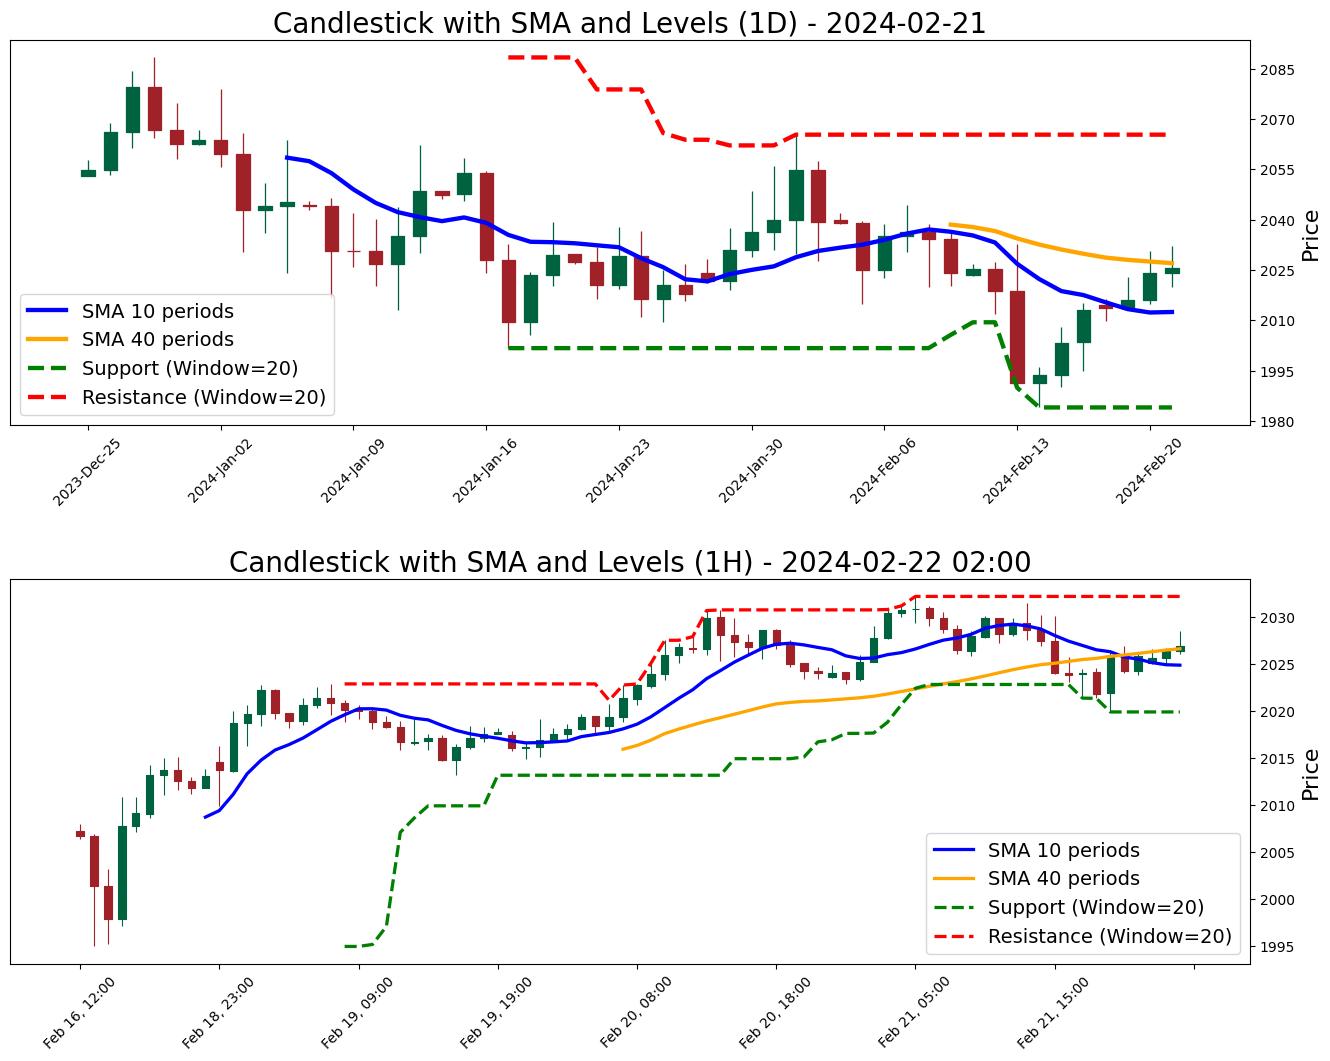 Candlestick with SMA and Levels (1D) - 2024-02-21
2085
2070
2055
2040
2025
2010
1995
1980
Price
SMA 10 periods
SMA 40 periods
Support (Window=20)
Resistance (Window=20)
2023-Dec-25
2024-Jan-02
2024-Jan-09
2024-Jan-16
2024-Jan-23
2024-Jan-30
2024-Feb-06
2024-Feb-13
2024-Feb-20
Candlestick with SMA and Levels (1H) - 2024-02-22 02:00
2030
2025
2020
2015
2010
2005
2000
1995
Price
SMA 10 periods
SMA 40 periods
Support (Window=20)
Resistance (Window=20)
Feb 16, 12:00
Feb 18, 23:00
Feb 19, 09:00
Feb 19, 19:00
Feb 20, 08:00
Feb 20, 18:00
Feb 21, 05:00
Feb 21, 15:00